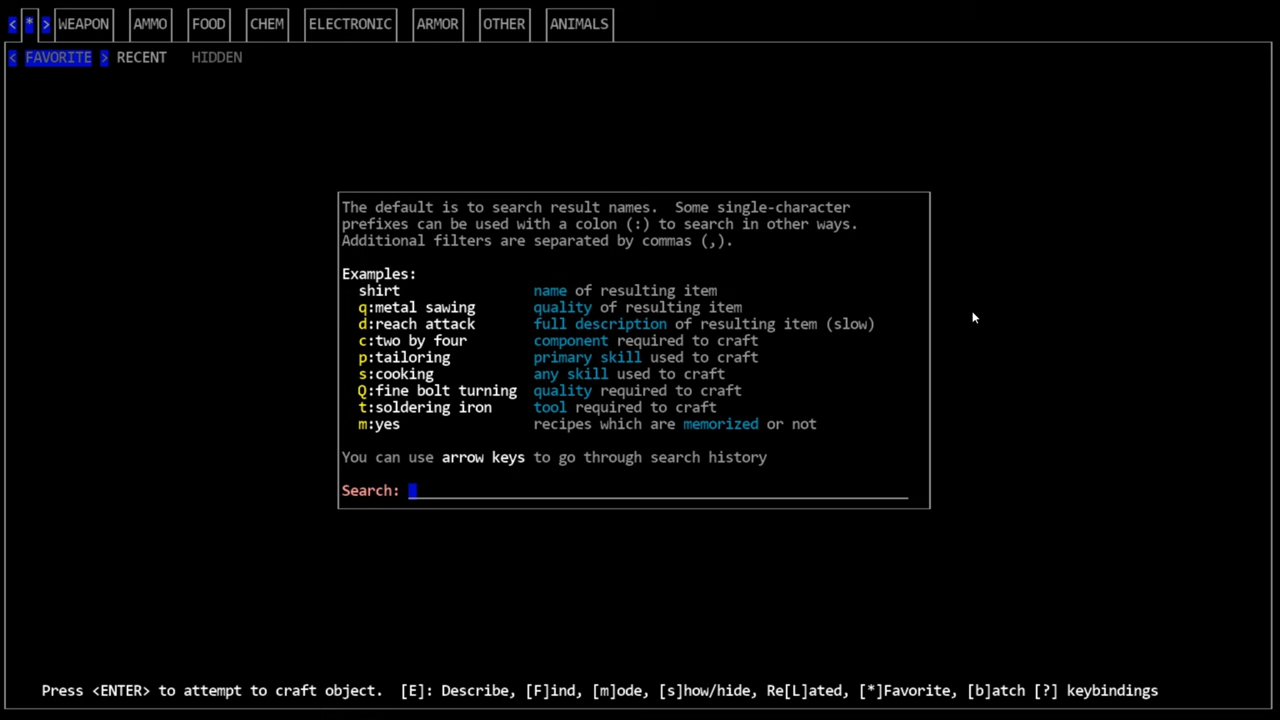 < * > WEAPON AMMO FOOD CHEM ELECTRONIC ARMOR OTHER ANIMALS
< FAVORITE > RECENT HIDDEN
The default is to search result names. Some single-character
prefixes can be used with a colon (:) to search in other ways.
Additional filters are separated by commas (,).
Examples:
shirt name of resulting item
q:metal sawing quality of resulting item
d:reach attack full description of resulting item (slow)
c:two by four component required to craft
p:tailoring primary skill used to craft
s:cooking any skill used to craft
Q:fine bolt turning quality required to craft
t:soldering iron tool required to craft
m:yes recipes which are memorized or not
You can use arrow keys to go through search history
Search:
Press <ENTER> to attempt to craft object. [E]: Describe, [F]ind, [m]ode, [s]how/hide, Re[L]ated, [*]Favorite, [b]atch [?] keybindings